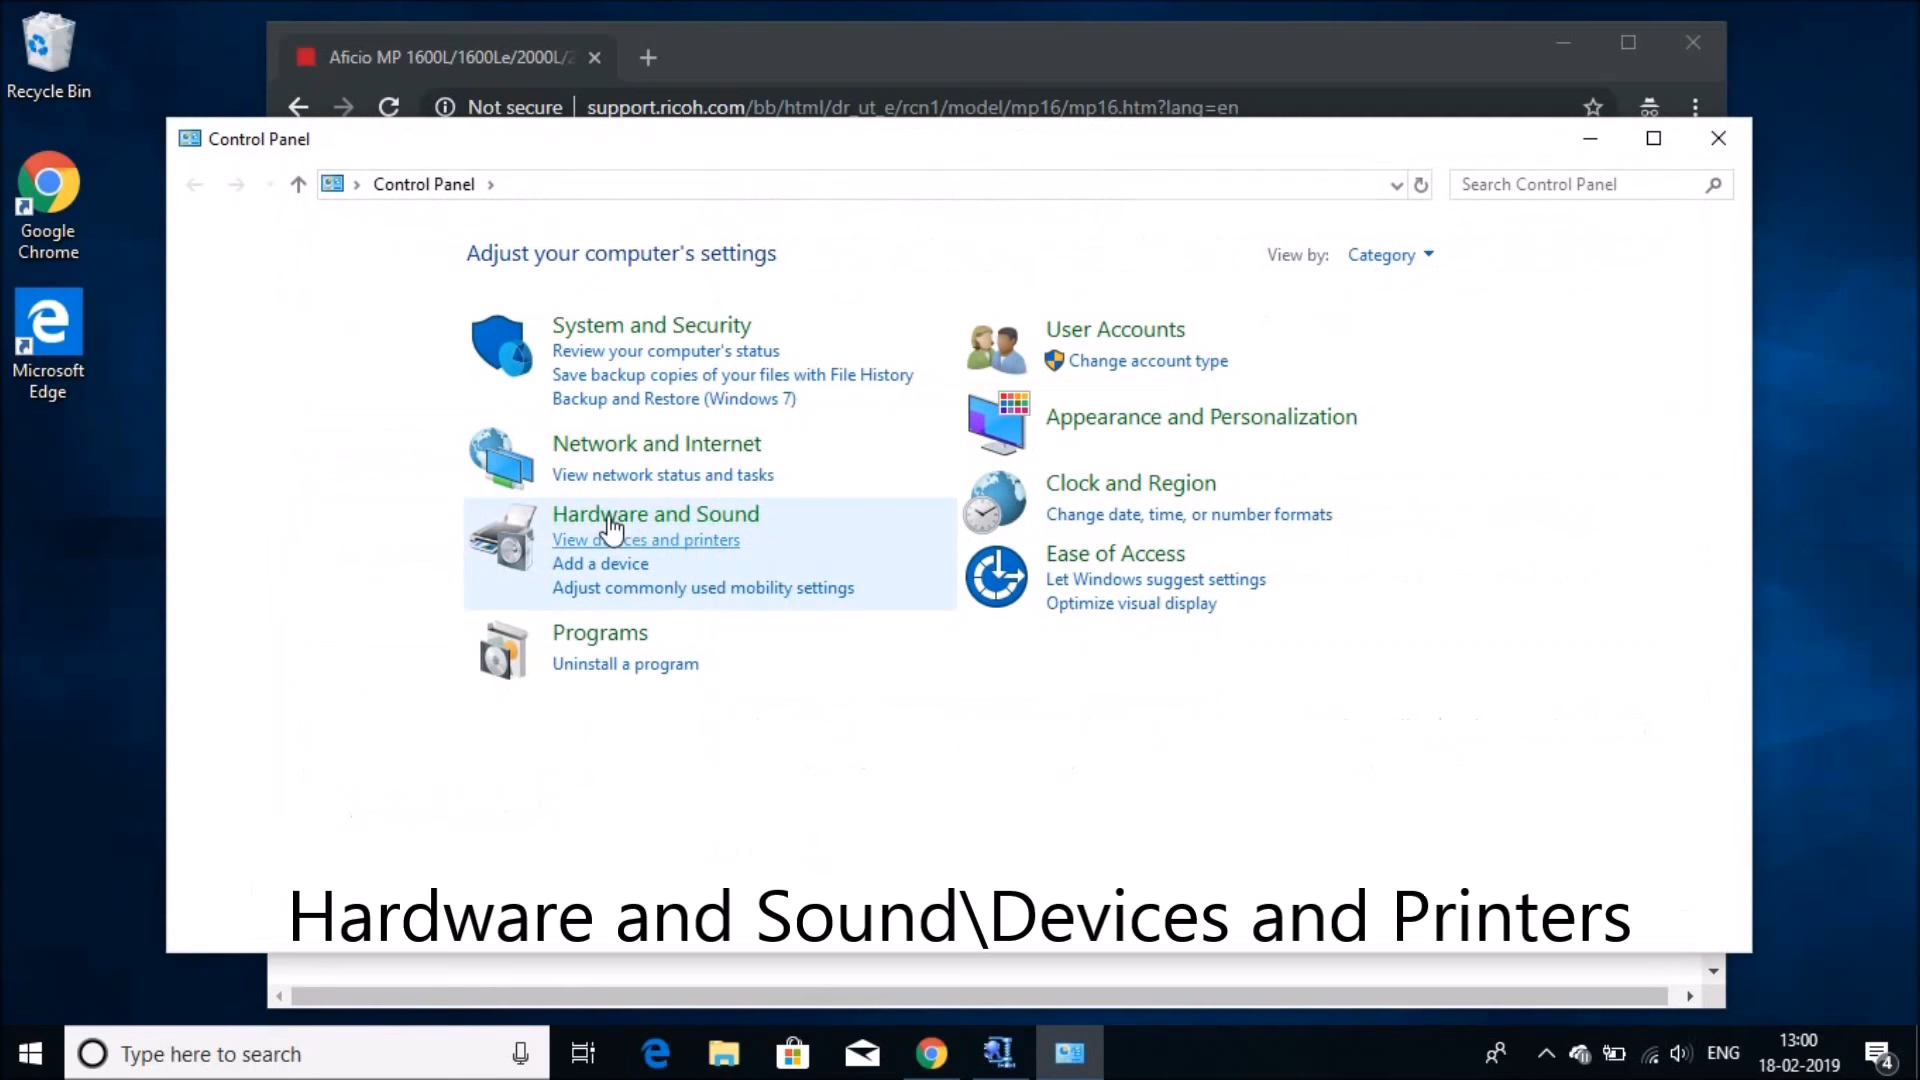 Recycle Bin
Google
Chrome
Microsoft
Edge
Aficio MP 1600L/1600Le/2000L/
Not secure | support.ricoh.com/bb/html/dr_ut_e/rcn1/model/mp16/mp16.htm?lang=en
Control Panel
Control Panel
Search Control Panel
Adjust your computer's settings
View by: Category
System and Security
Review your computer's status
Save backup copies of your files with File History
Backup and Restore (Windows 7)
Network and Internet
View network status and tasks
Hardware and Sound
View devices and printers
Add a device
Adjust commonly used mobility settings
Programs
Uninstall a program
User Accounts
Change account type
Appearance and Personalization
Clock and Region
Change date, time, or number formats
Ease of Access
Let Windows suggest settings
Optimize visual display
Hardware and Sound\Devices and Printers
Type here to search
ENG
13:00
18-02-2019
4